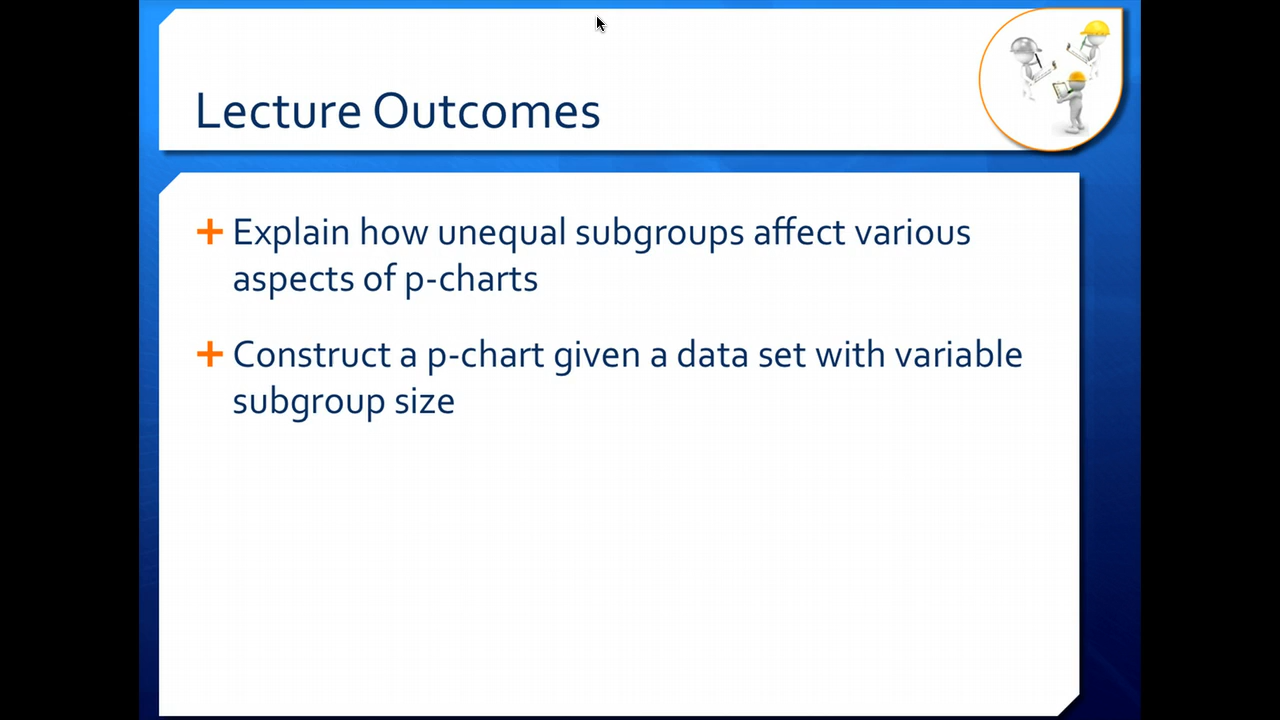 Lecture Outcomes
+ Explain how unequal subgroups affect various
aspects of p-charts
+ Construct a p-chart given a data set with variable
subgroup size